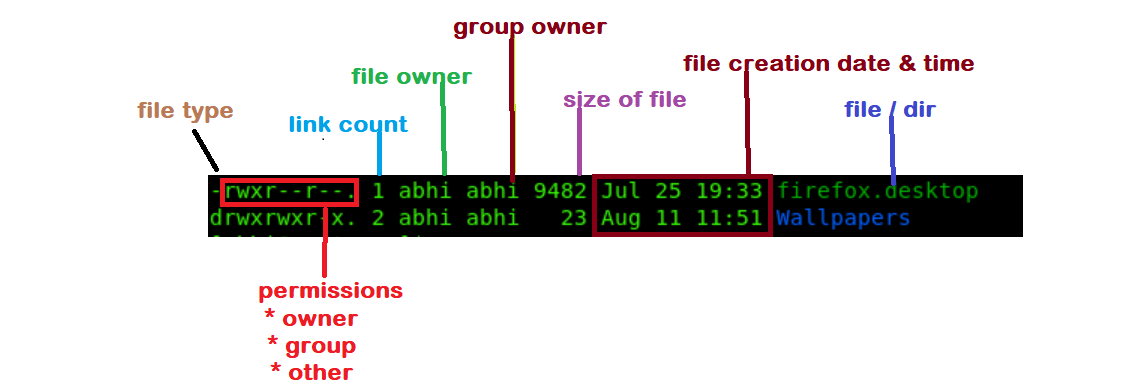 group owner
file creation date & time
file owner
size of file
file type
file / dir
link count
-rwxr--r--. 1 abhi abhi 9482 Jul 25 19:33 firefox.desktop
drwxrwxr-x. 2 abhi abhi 23 Aug 11 11:51 Wallpapers
permissions
* owner
* group
* other